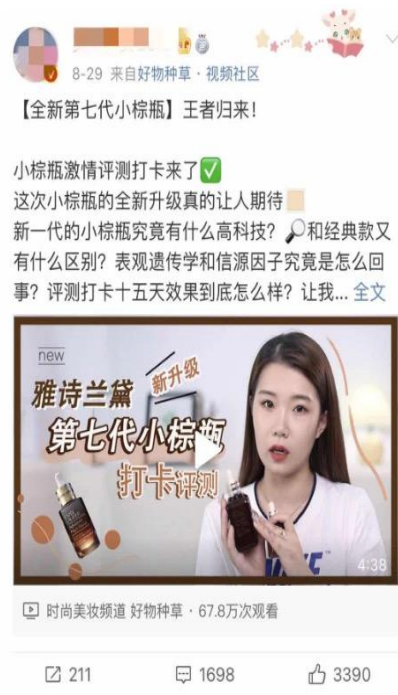 8-29 来自好物种草·视频社区
【全新第七代小棕瓶】王者归来！
小棕瓶激情评测打卡来了✅
这次小棕瓶的全新升级真的让人期待
新一代的小棕瓶究竟有什么高科技？🔎和经典款又
有什么区别？表观遗传学和信源因子究竟是怎么回
事？评测打卡十五天效果到底怎么样？让我... 全文
new
新升级
雅诗兰黛
第七代小棕瓶
打卡评测
4:38
时尚美妆频道 好物种草·67.8万次观看
211 1698 3390